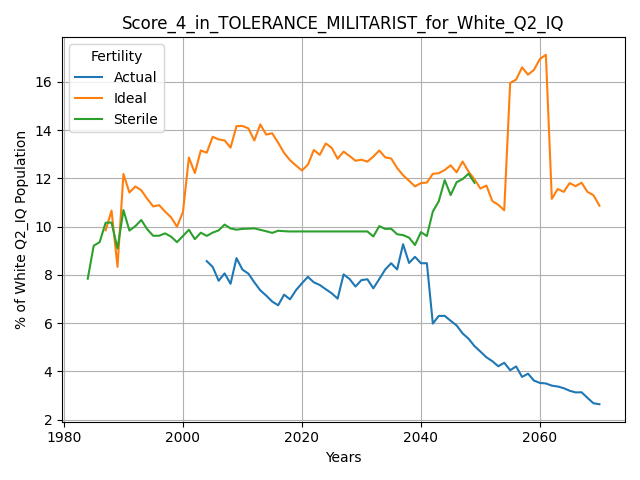 Score_4_in_TOLERANCE_MILITARIST_for_White_Q2_IQ
Fertility
Actual
Ideal
Sterile
% of White Q2_IQ Population
16
14
12
10
8
6
4
2
1980 2000 2020 2040 2060
Years